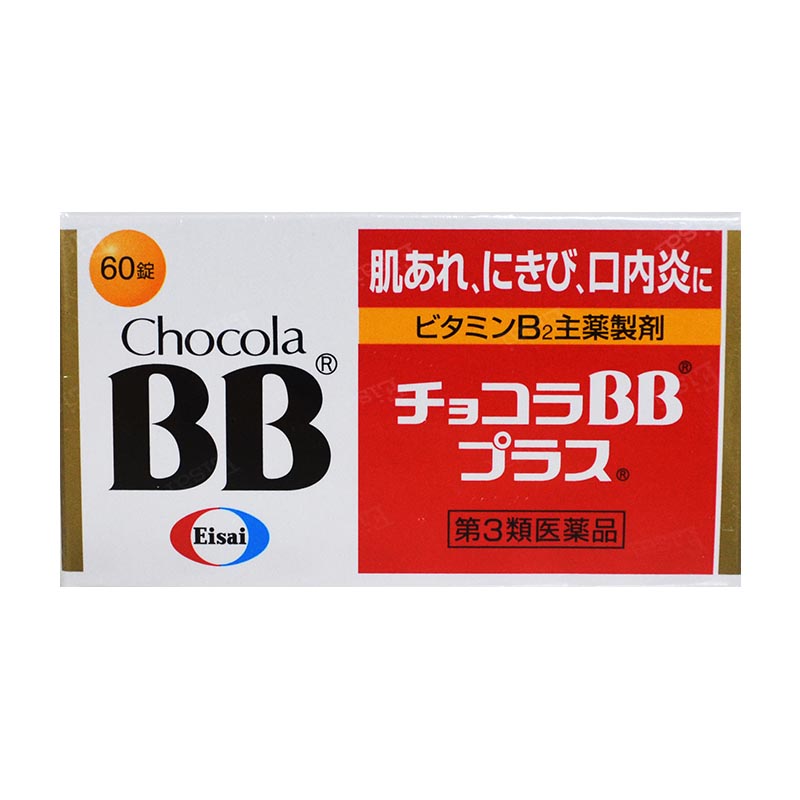 60錠
Chocola
BB®
Eisai
肌あれ、にきび、口内炎に
ビタミンB₂主薬製剤
チョコラBB®
プラス®
第3類医薬品